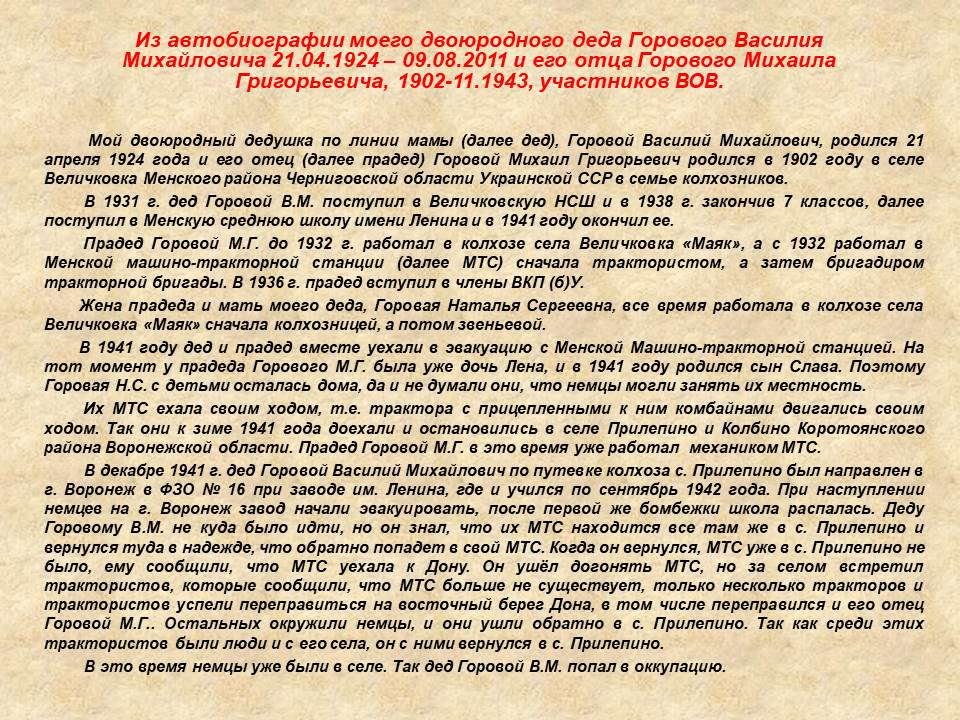 Из автобиографии моего двоюродного деда Горового Василия
Михайловича 21.04.1924 – 09.08.2011 и его отца Горового Михаила
Григорьевича, 1902-11.1943, участников ВОВ.
Мой двоюродный дедушка по линии мамы (далее дед), Горовой Василий Михайлович, родился 21
апреля 1924 года и его отец (далее прадед) Горовой Михаил Григорьевич родился в 1902 году в селе
Величковка Менского района Черниговской области Украинской ССР в семье колхозников.
В 1931 г. дед Горовой В.М. поступил в Величковскую НСШ и в 1938 г. закончив 7 классов, далее
поступил в Менскую среднюю школу имени Ленина и в 1941 году окончил ее.
Прадед Горовой М.Г. до 1932 г. работал в колхозе села Величковка «Маяк», а с 1932 работал в
Менской машино-тракторной станции (далее МТС) сначала трактористом, а затем бригадиром
тракторной бригады. В 1936 г. прадед вступил в члены ВКП (б)У.
Жена прадеда и мать моего деда, Горовая Наталья Сергеевна, все время работала в колхозе села
Величковка «Маяк» сначала колхозницей, а потом звеньевой.
В 1941 году дед и прадед вместе уехали в эвакуацию с Менской Машино-тракторной станцией. На
тот момент у прадеда Горового М.Г. была уже дочь Лена, и в 1941 году родился сын Слава. Поэтому
Горовая Н.С. с детьми осталась дома, да и не думали они, что немцы могли занять их местность.
Их МТС ехала своим ходом, т.е. трактора с прицепленными к ним комбайнами двигались своим
ходом. Так они к зиме 1941 года доехали и остановились в селе Прилепино и Колбино Коротоянского
района Воронежской области. Прадед Горовой М.Г. в это время уже работал механиком МТС.
В декабре 1941 г. дед Горовой Василий Михайлович по путевке колхоза с. Прилепино был направлен в
г. Воронеж в ФЗО № 16 при заводе им. Ленина, где и учился по сентябрь 1942 года. При наступлении
немцев на г. Воронеж завод начали эвакуировать, после первой же бомбежки школа распалась. Деду
Горовому В.М. не куда было идти, но он знал, что их МТС находится все там же в с. Прилепино и
вернулся туда в надежде, что обратно попадет в свой МТС. Когда он вернулся, МТС уже в с. Прилепино не
было, ему сообщили, что МТС уехала к Дону. Он ушёл догонять МТС, но за селом встретил
трактористов, которые сообщили, что МТС больше не существует, только несколько тракторов и
трактористов успели переправиться на восточный берег Дона, в том числе переправился и его отец
Горовой М.Г.. Остальных окружили немцы, и они ушли обратно в с. Прилепино. Так как среди этих
трактористов были люди и с его села, он с ними вернулся в с. Прилепино.
В это время немцы уже были в селе. Так дед Горовой В.М. попал в оккупацию.